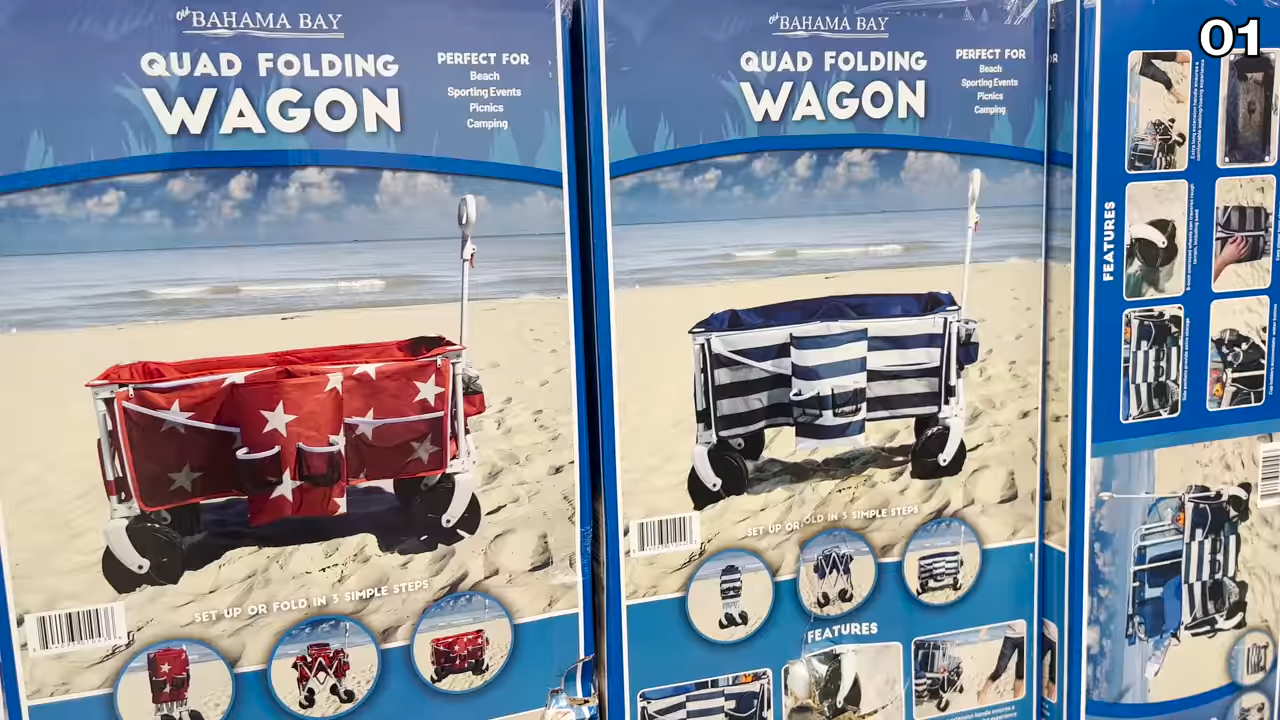 Old BAHAMA BAY
QUAD FOLDING
WAGON
PERFECT FOR
Beach
Sporting Events
Picnics
Camping
SET UP OR FOLD IN 3 SIMPLE STEPS
Old BAHAMA BAY
QUAD FOLDING
WAGON
PERFECT FOR
Beach
Sporting Events
Picnics
Camping
SET UP OR FOLD IN 3 SIMPLE STEPS
FEATURES
01
FEATURES